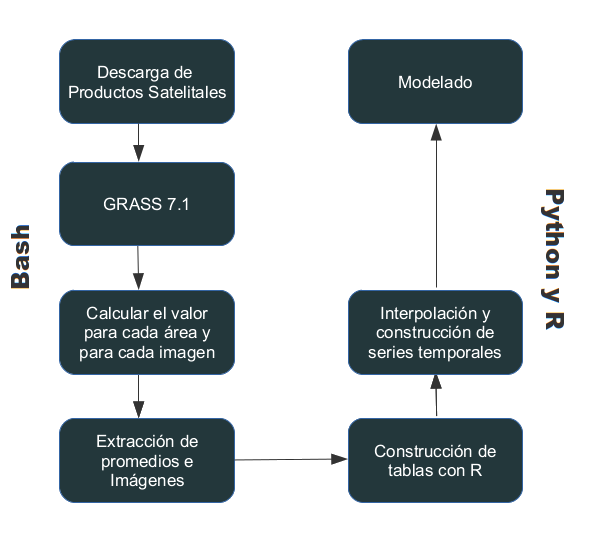 Descarga de
Productos Satelitales
GRASS 7.1
Calcular el valor
para cada área y
para cada imagen
Extracción de
promedios e
Imágenes
Bash
Construcción de
tablas con R
Interpolación y
construcción de
series temporales
Modelado
Python y R